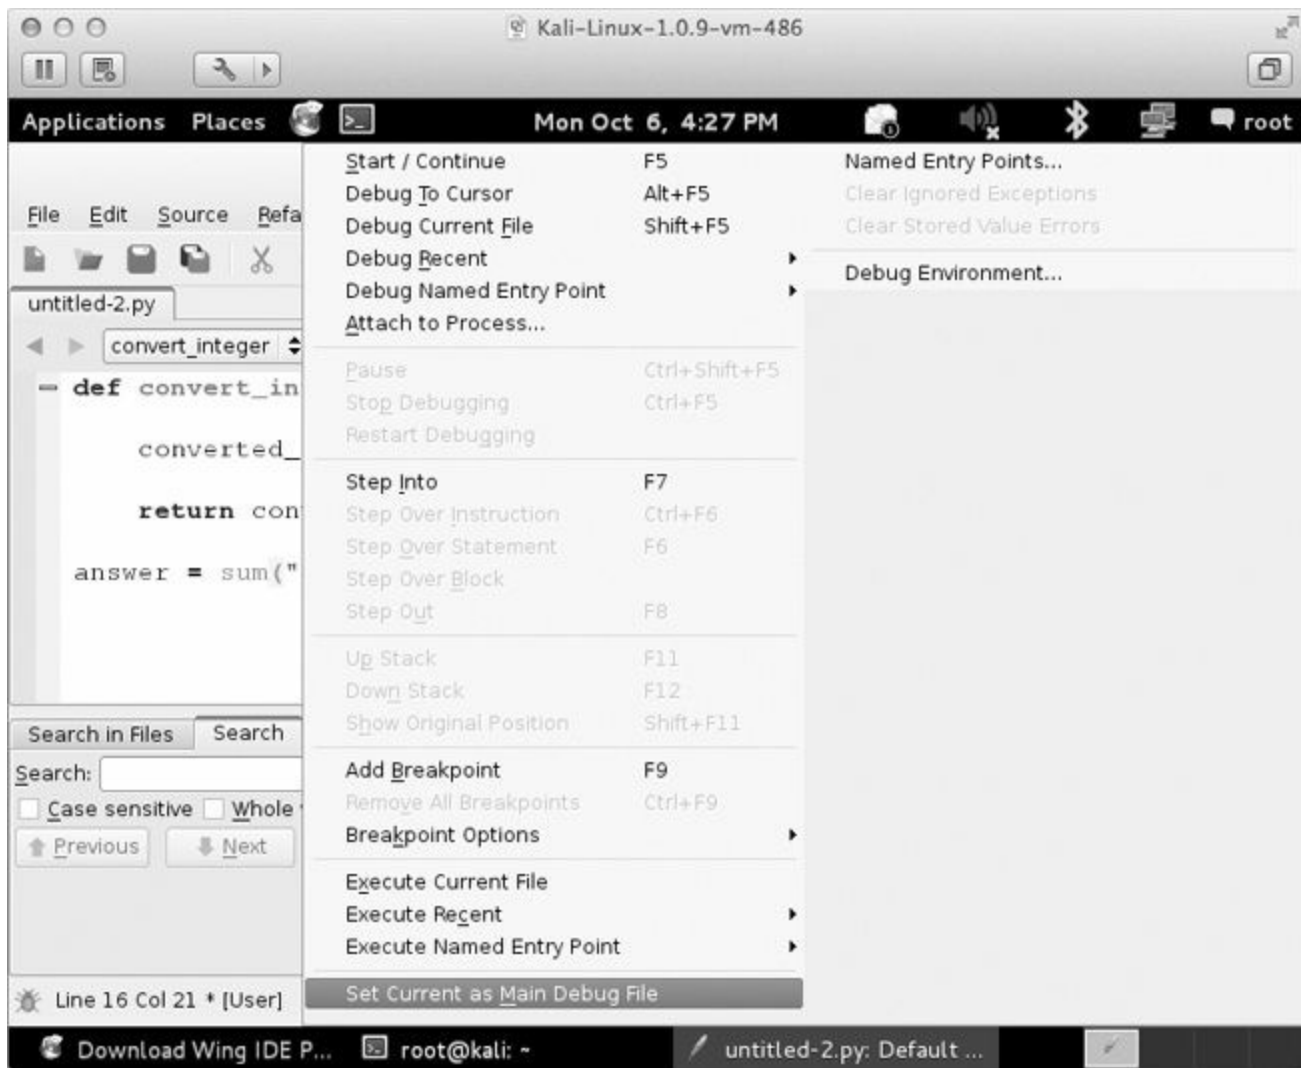 Kali-Linux-1.0.9-vm-486
Applications Places Mon Oct 6, 4:27 PM root
File Edit Source Refa
untitled-2.py
convert_integer
def convert_in
converted_
return con
answer = sum("
Search in Files Search
Search:
Case sensitive Whole
Previous Next
Line 16 Col 21 * [User]
Start / Continue F5
Debug To Cursor Alt+F5
Debug Current File Shift+F5
Debug Recent
Debug Named Entry Point
Attach to Process...
Pause Ctrl+Shift+F5
Stop Debugging Ctrl+F5
Restart Debugging
Step Into F7
Step Over Instruction Ctrl+F6
Step Over Statement F6
Step Over Block
Step Out F8
Up Stack F11
Down Stack F12
Show Original Position Shift+F11
Add Breakpoint F9
Remove All Breakpoints Ctrl+F9
Breakpoint Options
Execute Current File
Execute Recent
Execute Named Entry Point
Set Current as Main Debug File
Named Entry Points...
Clear Ignored Exceptions
Clear Stored Value Errors
Debug Environment...
Download Wing IDE P... root@kali: ~ untitled-2.py: Default ...